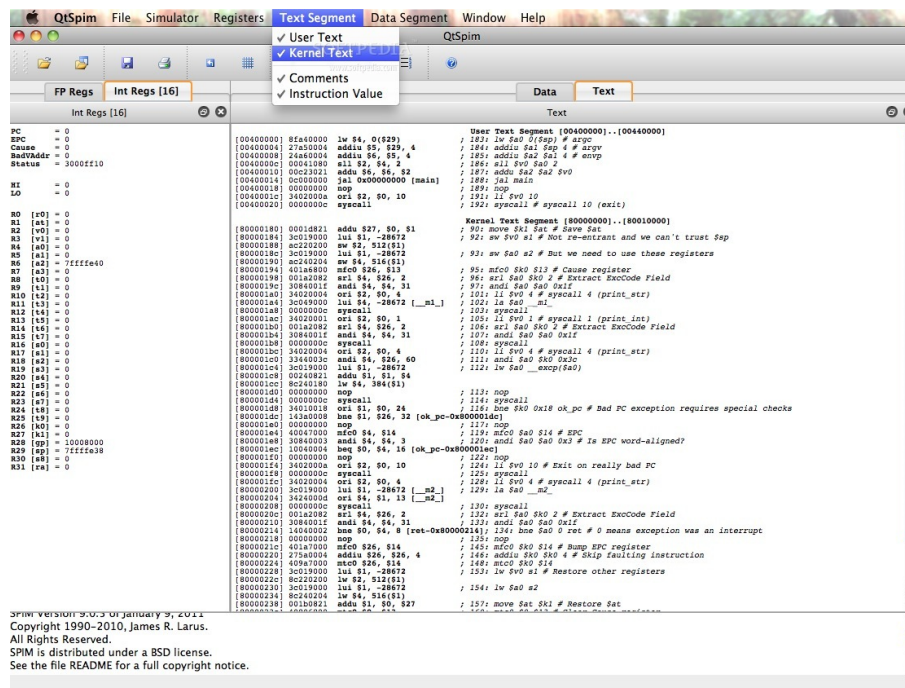 QtSpim File Simulator Registers Text Segment Data Segment Window Help
QtSpim
✓ User Text
✓ Kernel Text
✓ Comments
✓ Instruction Value
FP Regs Int Regs [16]
Data Text
Int Regs [16]
Text
PC = 0
EPC = 0
Cause = 0
BadVAddr = 0
Status = 3000ff10
HI = 0
LO = 0
R0 [r0] = 0
R1 [at] = 0
R2 [v0] = 0
R3 [v1] = 0
R4 [a0] = 0
R5 [a1] = 0
R6 [a2] = 7ffffe40
R7 [a3] = 0
R8 [t0] = 0
R9 [t1] = 0
R10 [t2] = 0
R11 [t3] = 0
R12 [t4] = 0
R13 [t5] = 0
R14 [t6] = 0
R15 [t7] = 0
R16 [s0] = 0
R17 [s1] = 0
R18 [s2] = 0
R19 [s3] = 0
R20 [s4] = 0
R21 [s5] = 0
R22 [s6] = 0
R23 [s7] = 0
R24 [t8] = 0
R25 [t9] = 0
R26 [k0] = 0
R27 [k1] = 0
R28 [gp] = 10008000
R29 [sp] = 7ffffe38
R30 [s8] = 0
R31 [ra] = 0
User Text Segment [00400000]..[00440000]
[00400000] 8fa40000 lw $4, 0($29) ; 183: lw $a0 0($sp) # argc
[00400004] 27a50004 addiu $5, $29, 4 ; 184: addiu $a1 $sp 4 # argv
[00400008] 24a60004 addiu $6, $5, 4 ; 185: addiu $a2 $a1 4 # envp
[0040000c] 00041080 sll $2, $4, 2 ; 186: sll $v0 $a0 2
[00400010] 00c23021 addu $6, $6, $2 ; 187: addu $a2 $a2 $v0
[00400014] 0c000000 jal 0x00000000 [main] ; 188: jal main
[00400018] 00000000 nop ; 189: nop
[0040001c] 3402000a ori $2, $0, 10 ; 191: li $v0 10
[00400020] 0000000c syscall ; 192: syscall # syscall 10 (exit)
Kernel Text Segment [80000000]..[80010000]
[80000180] 0001d821 addu $27, $0, $1 ; 90: move $k1 $at # Save $at
[80000184] 3c019000 lui $1, -28672 ; 92: sw $v0 s1 # Not re-entrant and we can't trust $sp
[80000188] ac220200 sw $2, 512($1)
[8000018c] 3c019000 lui $1, -28672 ; 93: sw $a0 s2 # But we need to use these registers
[80000190] ac240204 sw $4, 516($1)
[80000194] 401a6800 mfc0 $26, $13 ; 95: mfc0 $k0 $13 # Cause register
[80000198] 001a2082 srl $4, $26, 2 ; 96: srl $a0 $k0 2 # Extract ExcCode Field
[8000019c] 3084001f andi $4, $4, 31 ; 97: andi $a0 $a0 0x1f
[800001a0] 34020004 ori $2, $0, 4 ; 101: li $v0 4 # syscall 4 (print_str)
[800001a4] 3c049000 lui $4, -28672 [__m1_] ; 102: la $a0 __m1_
[800001a8] 0000000c syscall ; 103: syscall
[800001ac] 34020001 ori $2, $0, 1 ; 105: li $v0 1 # syscall 1 (print_int)
[800001b0] 001a2082 srl $4, $26, 2 ; 106: srl $a0 $k0 2 # Extract ExcCode Field
[800001b4] 3084001f andi $4, $4, 31 ; 107: andi $a0 $a0 0x1f
[800001b8] 0000000c syscall ; 108: syscall
[800001bc] 34020004 ori $2, $0, 4 ; 110: li $v0 4 # syscall 4 (print_str)
[800001c0] 3344003c andi $4, $26, 60 ; 111: andi $a0 $k0 0x3c
[800001c4] 3c019000 lui $1, -28672 ; 112: lw $a0 __excp($a0)
[800001c8] 00240821 addu $1, $1, $4
[800001cc] 8c240180 lw $4, 384($1)
[800001d0] 00000000 nop ; 113: nop
[800001d4] 0000000c syscall ; 114: syscall
[800001d8] 34010018 ori $1, $0, 24 ; 116: bne $k0 0x18 ok_pc # Bad PC exception requires special checks
[800001dc] 143a0008 bne $1, $26, 32 [ok_pc-0x800001dc]
[800001e0] 00000000 nop ; 117: nop
[800001e4] 40047000 mfc0 $4, $14 ; 119: mfc0 $a0 $14 # EPC
[800001e8] 30840003 andi $4, $4, 3 ; 120: andi $a0 $a0 0x3 # Is EPC word-aligned?
[800001ec] 10040004 beq $0, $4, 16 [ok_pc-0x800001ec]
[800001f0] 00000000 nop ; 122: nop
[800001f4] 3402000a ori $2, $0, 10 ; 124: li $v0 10 # Exit on really bad PC
[800001f8] 0000000c syscall ; 125: syscall
[800001fc] 34020004 ori $2, $0, 4 ; 128: li $v0 4 # syscall 4 (print_str)
[80000200] 3c019000 lui $1, -28672 [__m2_] ; 129: la $a0 __m2_
[80000204] 3424000d ori $4, $1, 13 [__m2_]
[80000208] 0000000c syscall ; 130: syscall
[8000020c] 001a2082 srl $4, $26, 2 ; 132: srl $a0 $k0 2 # Extract ExcCode Field
[80000210] 3084001f andi $4, $4, 31 ; 133: andi $a0 $a0 0x1f
[80000214] 14040002 bne $0, $4, 8 [ret-0x80000214]; 134: bne $a0 0 ret # 0 means exception was an interrupt
[80000218] 00000000 nop ; 135: nop
[8000021c] 401a7000 mfc0 $26, $14 ; 145: mfc0 $k0 $14 # Bump EPC register
[80000220] 275a0004 addiu $26, $26, 4 ; 146: addiu $k0 $k0 4 # Skip faulting instruction
[80000224] 409a7000 mtc0 $26, $14 ; 148: mtc0 $k0 $14
[80000228] 3c019000 lui $1, -28672 ; 153: lw $v0 s1 # Restore other registers
[8000022c] 8c220200 lw $2, 512($1)
[80000230] 3c019000 lui $1, -28672 ; 154: lw $a0 s2
[80000234] 8c240204 lw $4, 516($1)
[80000238] 001b0821 addu $1, $0, $27 ; 157: move $at $k1 # Restore $at
SPIM Version 9.0.3 of January 9, 2011
Copyright 1990-2010, James R. Larus.
All Rights Reserved.
SPIM is distributed under a BSD license.
See the file README for a full copyright notice.